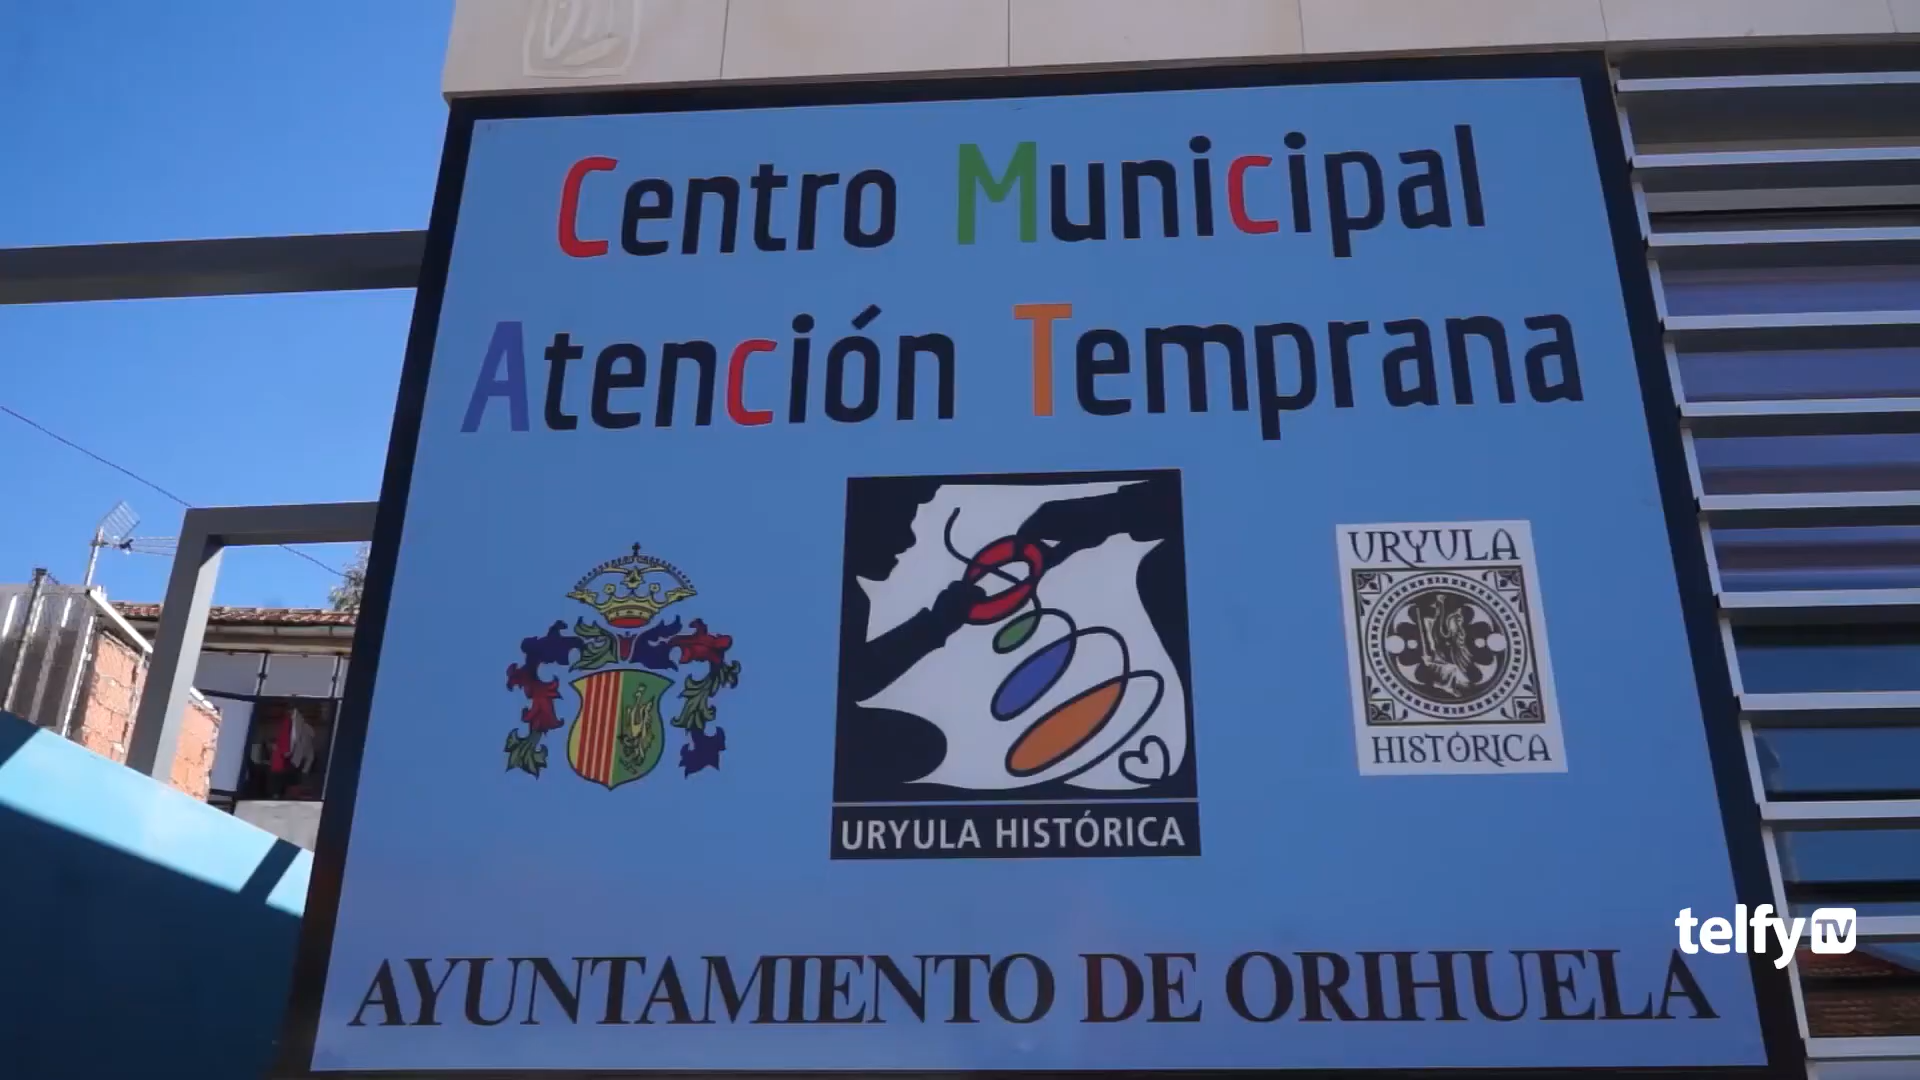 Centro Municipal
Atención Temprana
URYULA
HISTÓRICA
URYULA HISTÓRICA
AYUNTAMIENTO DE ORIHUELA
telfy TV